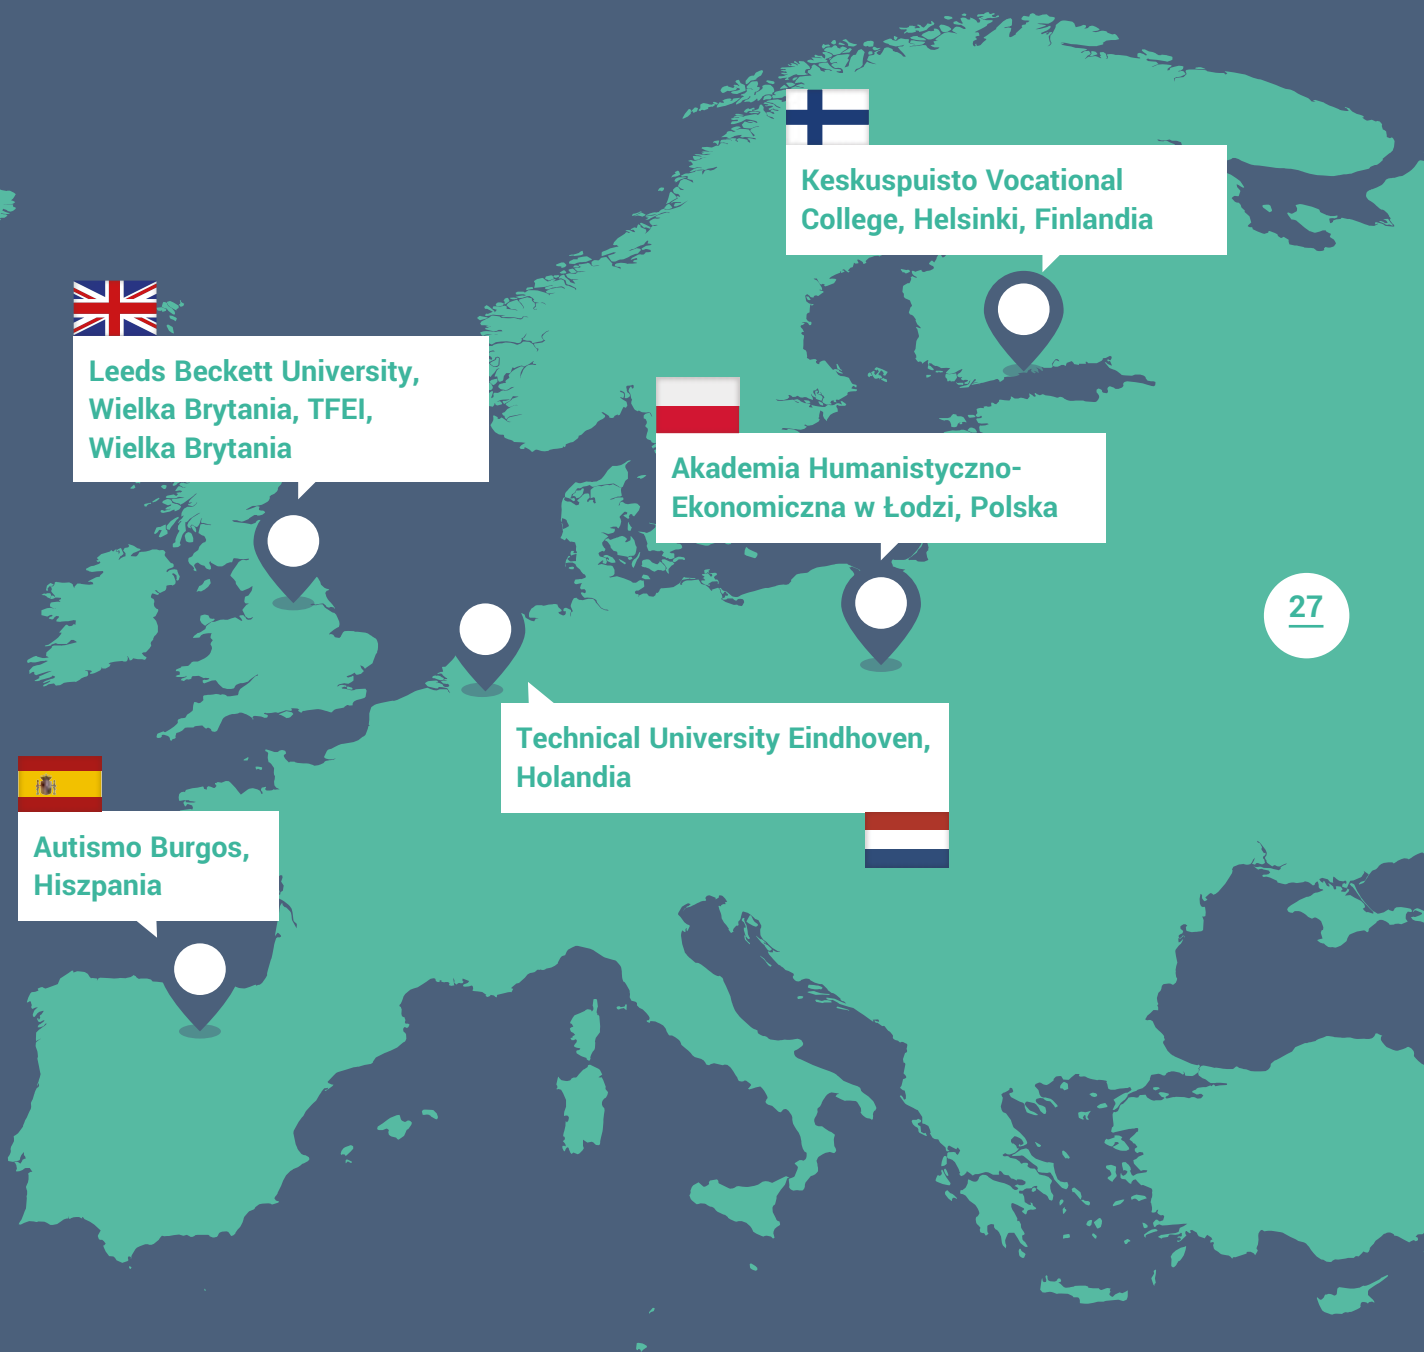 Keskuspuisto Vocational
College, Helsinki, Finlandia
Leeds Beckett University,
Wielka Brytania, TFEI,
Wielka Brytania
Akademia Humanistyczno-
Ekonomiczna w Łodzi, Polska
27
Technical University Eindhoven,
Holandia
Autismo Burgos,
Hiszpania